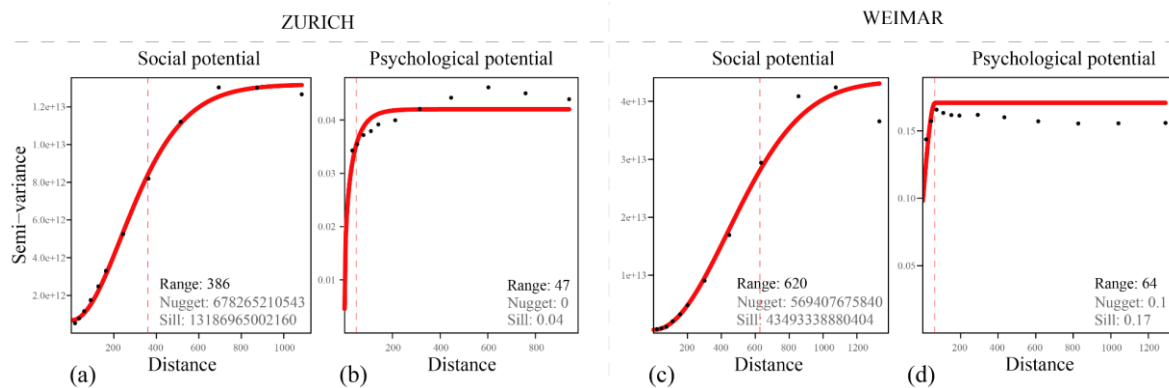 ZURICH
WEIMAR
Social potential
Psychological potential
Social potential
Psychological potential
Semi-variance
1.2e+13
1.0e+13
8.0e+12
6.0e+12
4.0e+12
2.0e+12
Range: 386
Nugget: 678265210543
Sill: 13186965002160
200 400 600 800 1000
Distance
(a)
0.04
0.03
0.02
0.01
Range: 47
Nugget: 0
Sill: 0.04
200 400 600 800
Distance
(b)
4e+13
3e+13
2e+13
1e+13
Range: 620
Nugget: 569407675840
Sill: 43493338880404
200 400 600 800 1000 1200
Distance
(c)
0.15
0.10
0.05
Range: 64
Nugget: 0.1
Sill: 0.17
200 400 600 800 1000 1200
Distance
(d)